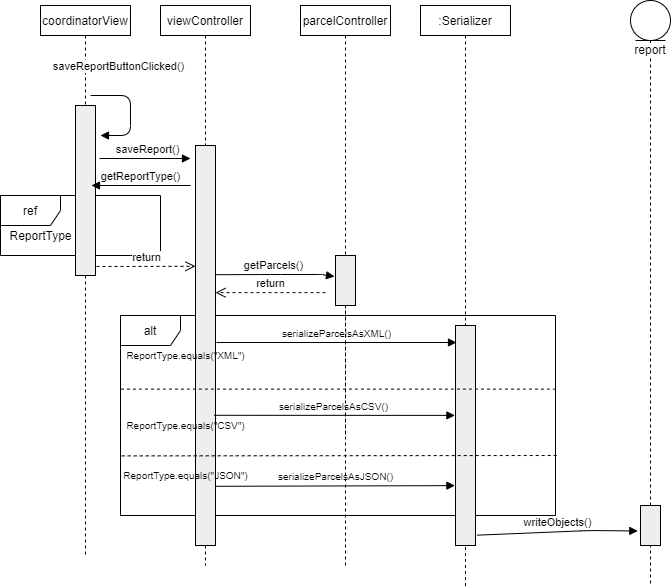 coordinatorView
viewController
parcelController
:Serializer
report
saveReportButtonClicked()
saveReport()
getReportType()
ref
ReportType
return
getParcels()
return
alt
serializeParcelsAsXML()
ReportType.equals("XML")
serializeParcelsAsCSV()
ReportType.equals("CSV")
ReportType.equals("JSON")
serializeParcelsAsJSON()
writeObjects()